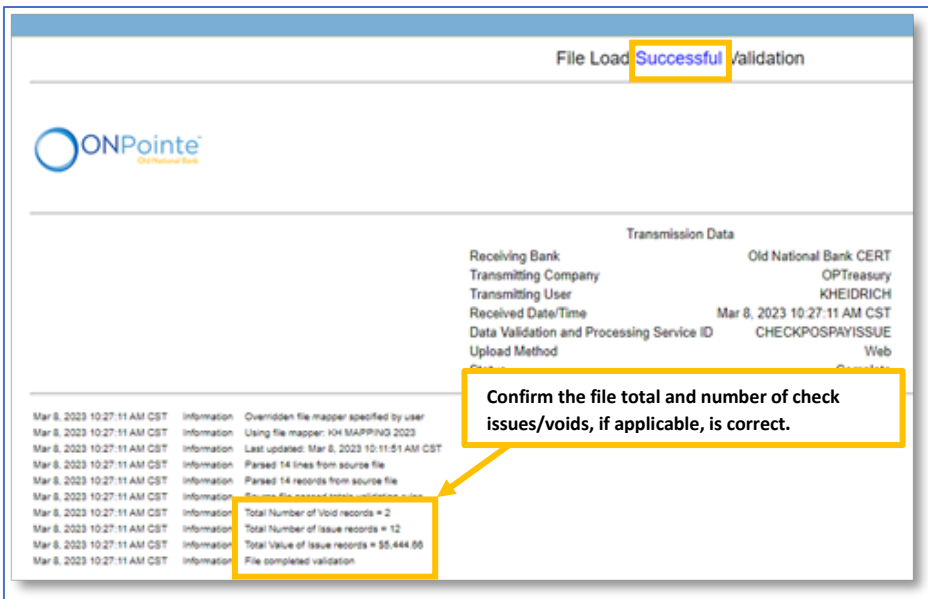 File Load Successful Validation
ONPointe
Old National Bank
Transmission Data
Receiving Bank Old National Bank CERT
Transmitting Company OPTreasury
Transmitting User KHEIDRICH
Received Date/Time Mar 8, 2023 10:27:11 AM CST
Data Validation and Processing Service ID CHECKPOSPAYISSUE
Upload Method Web
Status Complete
Confirm the file total and number of check
issues/voids, if applicable, is correct.
Mar 8, 2023 10:27:11 AM CST Information Overridden file mapper specified by user
Mar 8, 2023 10:27:11 AM CST Information Using file mapper: KH MAPPING 2023
Mar 8, 2023 10:27:11 AM CST Information Last updated: Mar 8, 2023 10:11:51 AM CST
Mar 8, 2023 10:27:11 AM CST Information Parsed 14 lines from source file
Mar 8, 2023 10:27:11 AM CST Information Parsed 14 records from source file
Mar 8, 2023 10:27:11 AM CST Information Source file passed totals validation rules
Mar 8, 2023 10:27:11 AM CST Information Total Number of Void records = 2
Mar 8, 2023 10:27:11 AM CST Information Total Number of Issue records = 12
Mar 8, 2023 10:27:11 AM CST Information Total Value of Issue records = $5,444.66
Mar 8, 2023 10:27:11 AM CST Information File completed validation